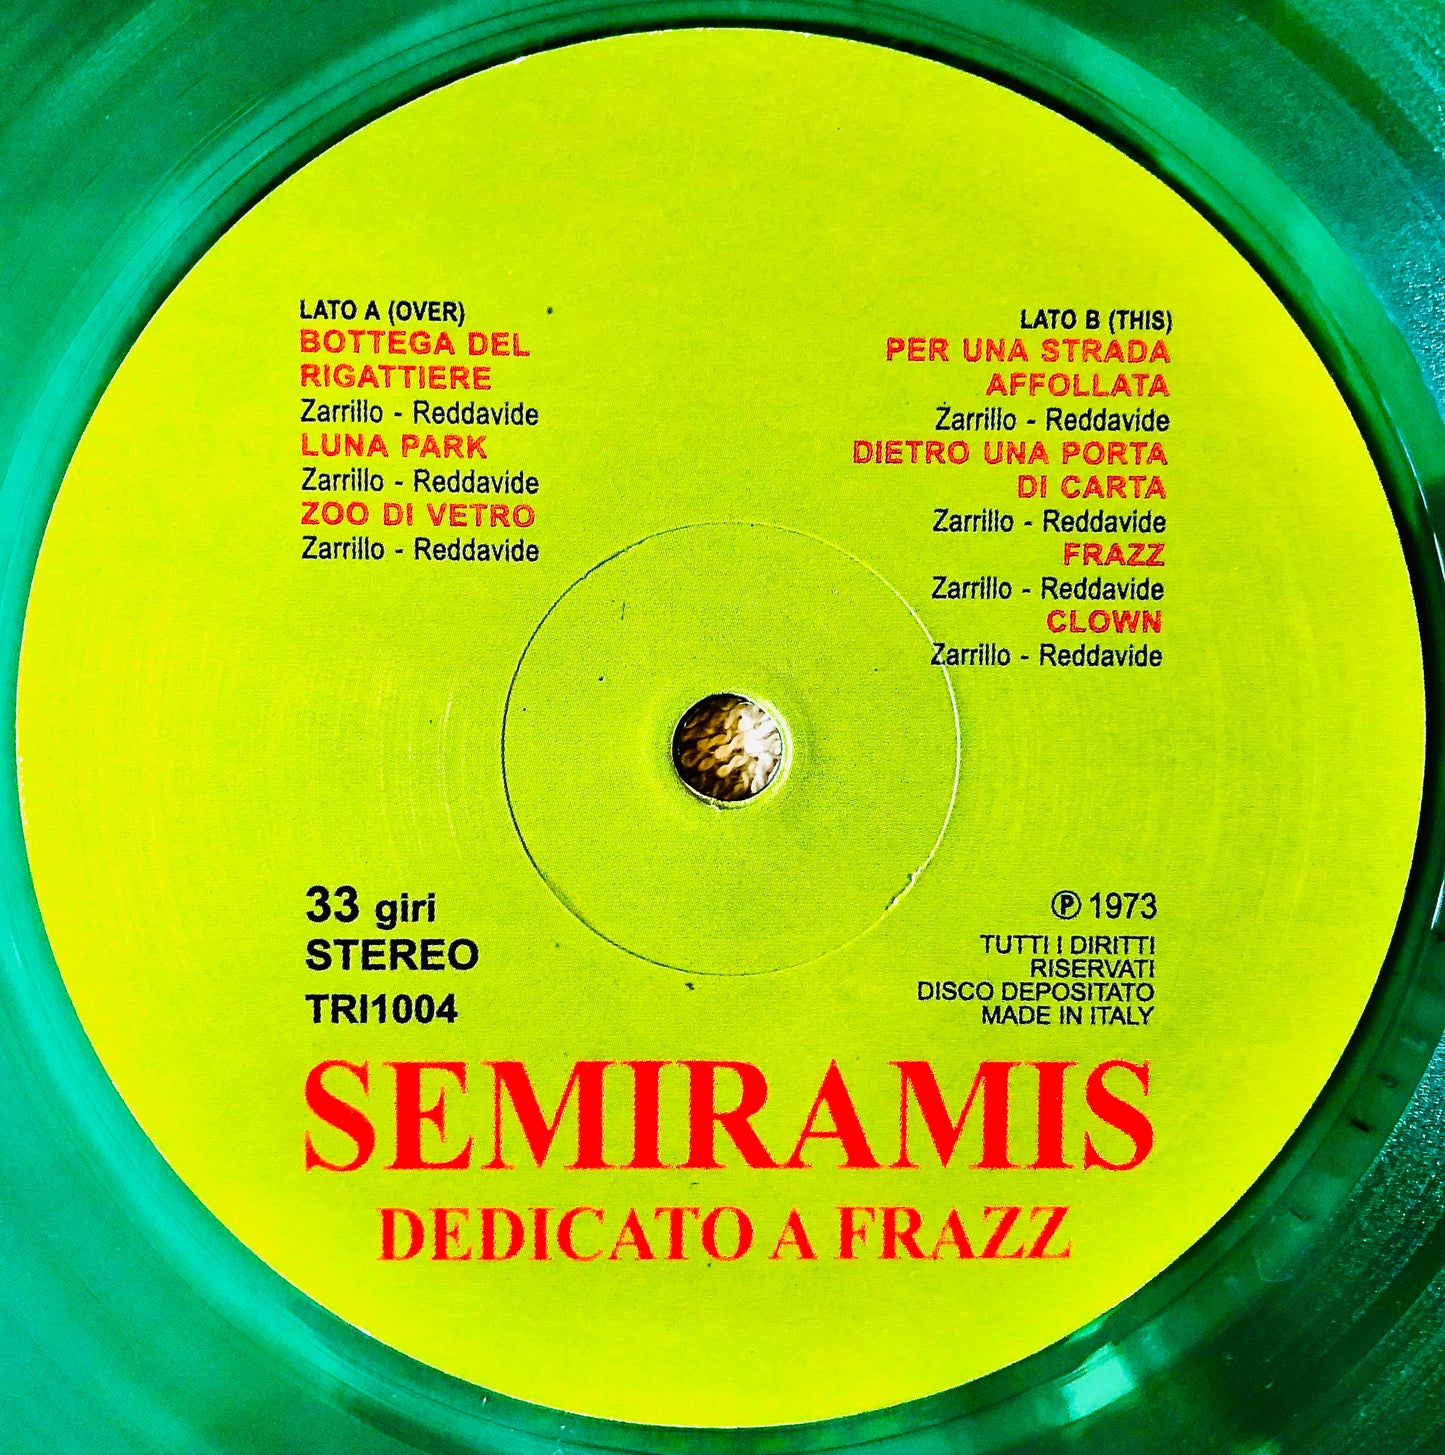 LATO A (OVER)
BOTTEGA DEL
RIGATTIERE
Zarrillo - Reddavide
LUNA PARK
Zarrillo - Reddavide
ZOO DI VETRO
Zarrillo - Reddavide
LATO B (THIS)
PER UNA STRADA
AFFOLLATA
Zarrillo - Reddavide
DIETRO UNA PORTA
DI CARTA
Zarrillo - Reddavide
FRAZZ
Zarrillo - Reddavide
CLOWN
Zarrillo - Reddavide
33 giri
STEREO
TRI1004
℗ 1973
TUTTI I DIRITTI
RISERVATI
DISCO DEPOSITATO
MADE IN ITALY
SEMIRAMIS
DEDICATO A FRAZZ